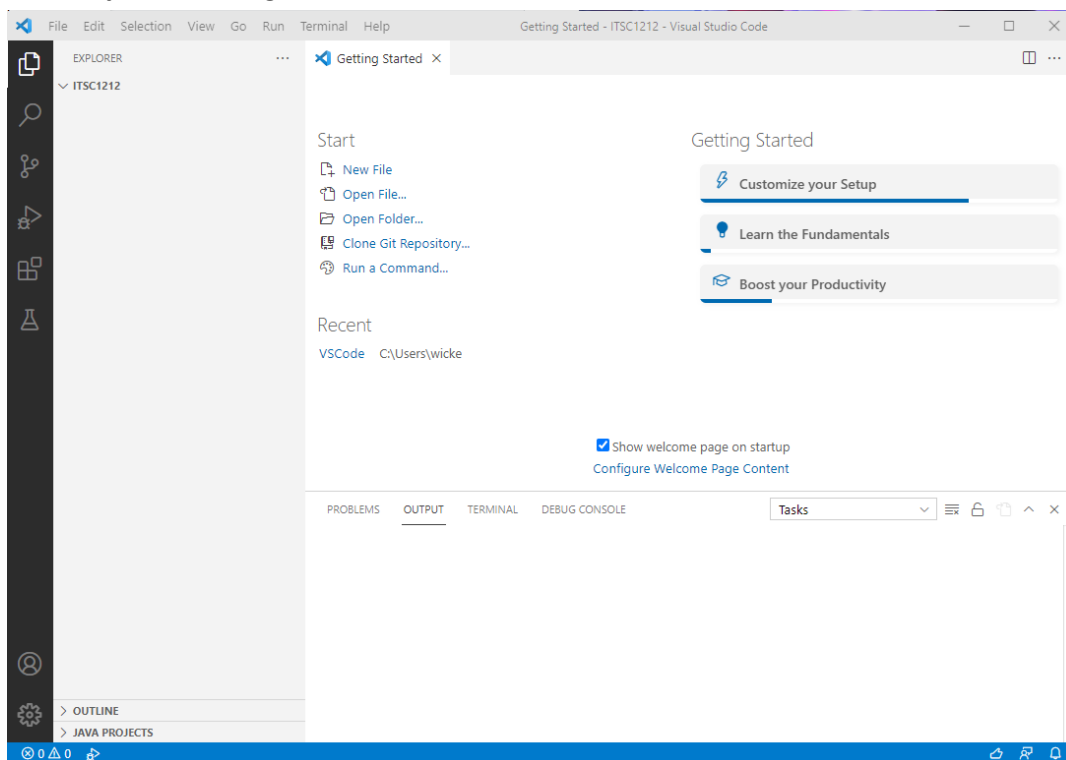 File Edit Selection View Go Run Terminal Help Getting Started - ITSC1212 - Visual Studio Code
EXPLORER
ITSC1212
Getting Started
Start
New File
Open File...
Open Folder...
Clone Git Repository...
Run a Command...
Recent
VSCode C:\Users\wicke
Getting Started
Customize your Setup
Learn the Fundamentals
Boost your Productivity
Show welcome page on startup
Configure Welcome Page Content
PROBLEMS OUTPUT TERMINAL DEBUG CONSOLE Tasks
OUTLINE
JAVA PROJECTS
0 0